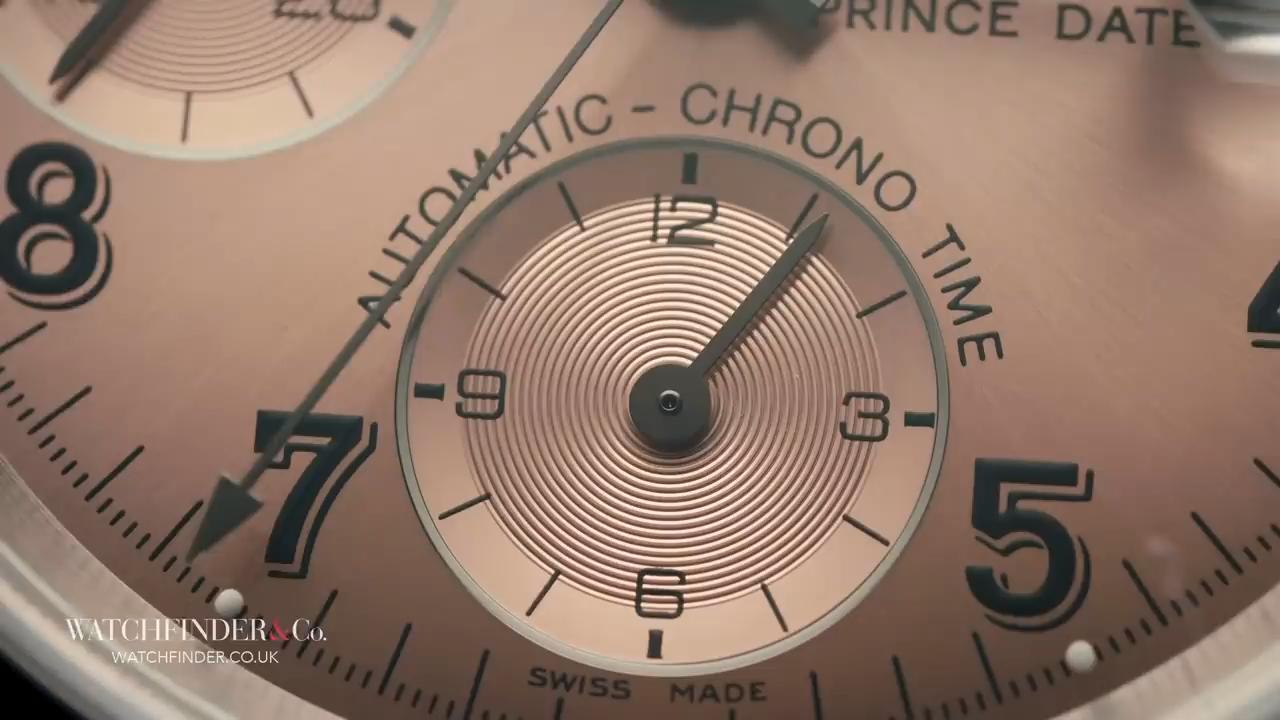 PRINCE DATE
AUTOMATIC - CHRONO TIME
8
12
9
3
7
5
6
WATCHFINDER&Co.
WATCHFINDER.CO.UK
SWISS MADE